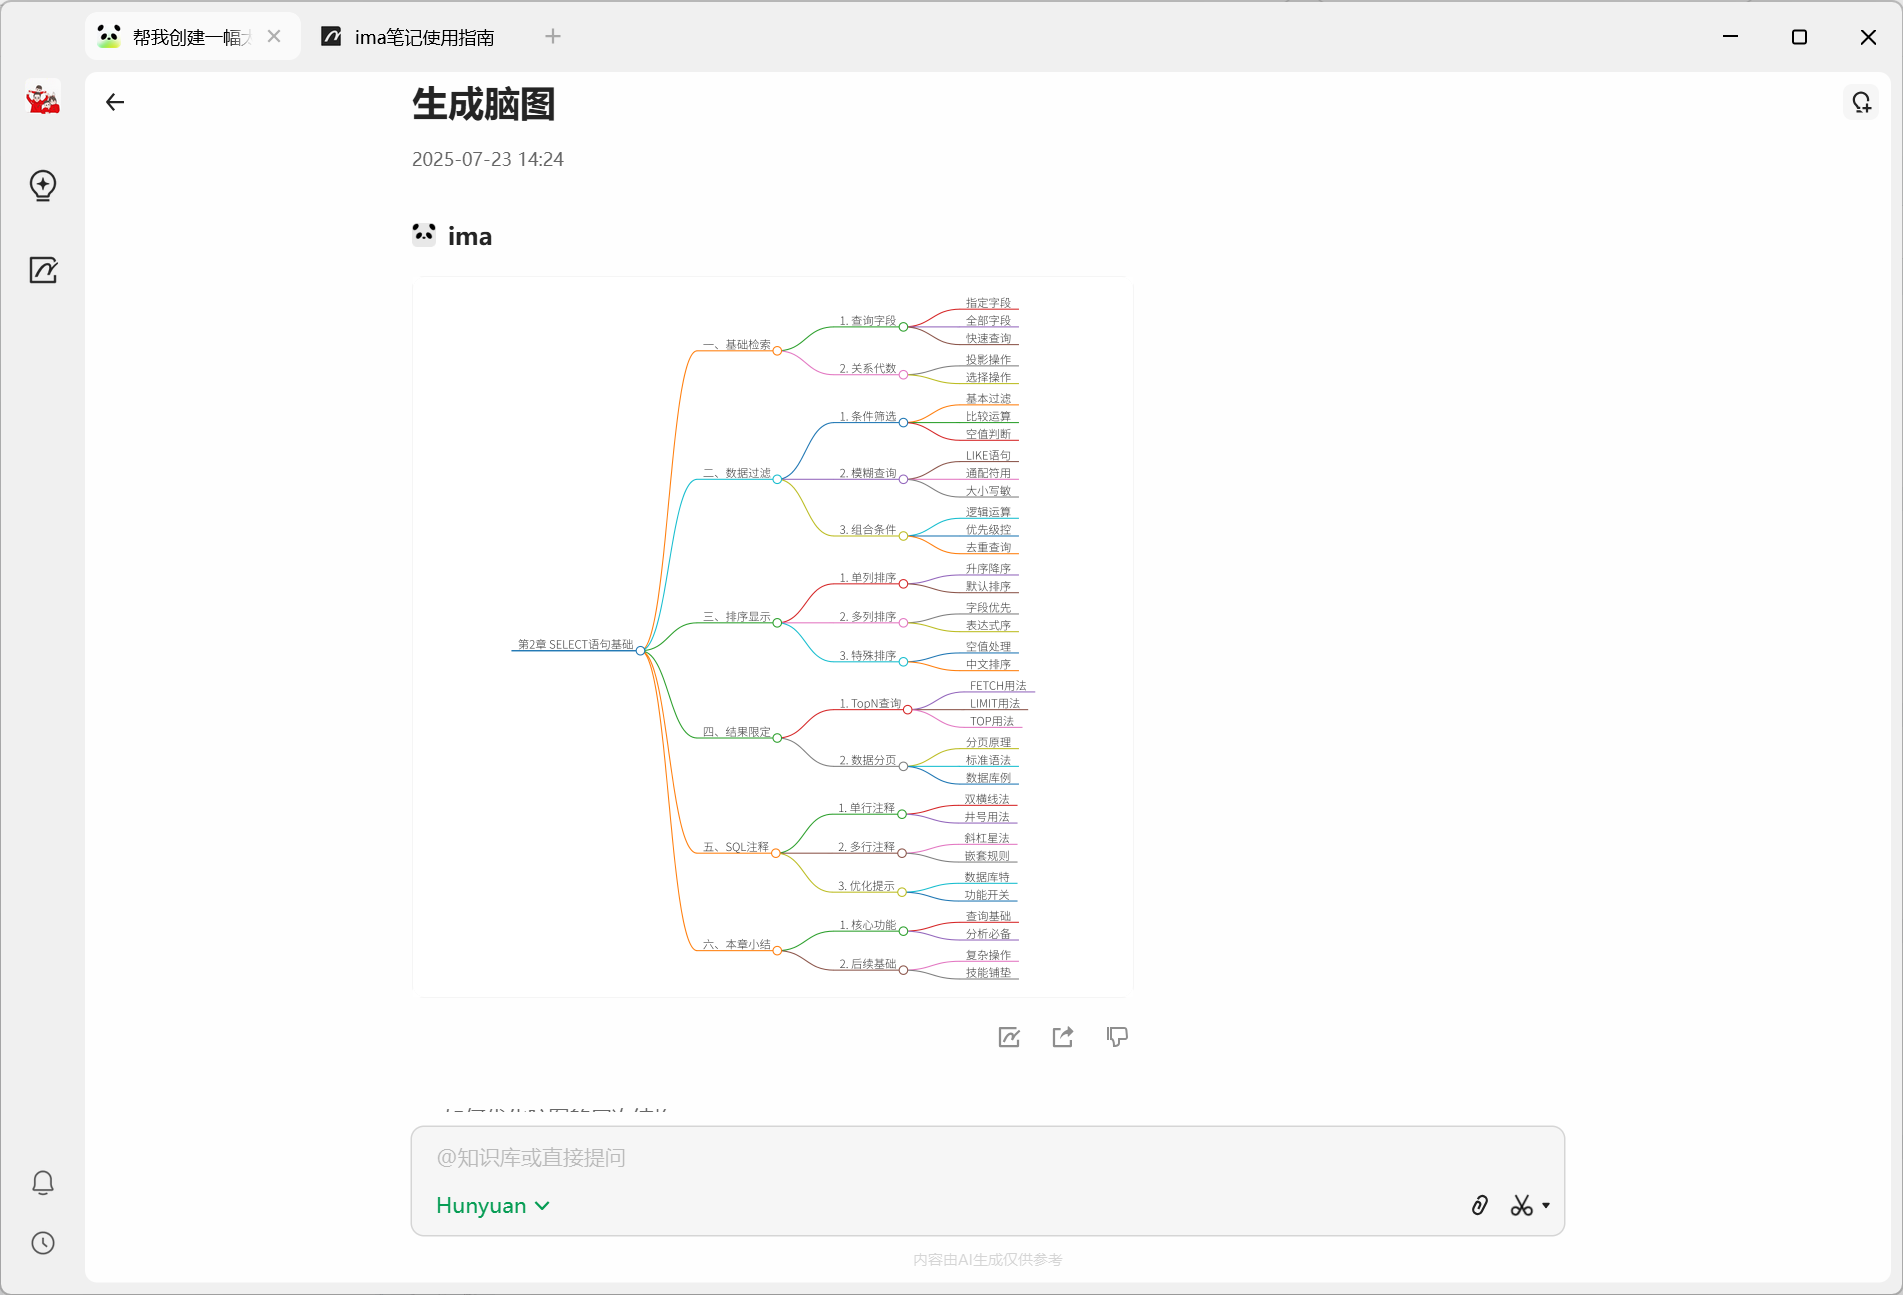 帮我创建一幅
ima笔记使用指南
生成脑图
2025-07-23 14:24
ima
第2章 SELECT语句基础
一、基础检索
1. 查询字段
指定字段
全部字段
快速查询
2. 关系代数
投影操作
选择操作
二、数据过滤
1. 条件筛选
基本过滤
比较运算
空值判断
2. 模糊查询
LIKE语句
通配符用
大小写敏
3. 组合条件
逻辑运算
优先级控
去重查询
三、排序显示
1. 单列排序
升序降序
默认排序
2. 多列排序
字段优先
表达式序
3. 特殊排序
空值处理
中文排序
四、结果限定
1. TopN查询
FETCH用法
LIMIT用法
TOP用法
2. 数据分页
分页原理
标准语法
数据库例
五、SQL注释
1. 单行注释
双横线法
井号用法
2. 多行注释
斜杠星法
嵌套规则
3. 优化提示
数据库特
功能开关
六、本章小结
1. 核心功能
查询基础
分析必备
2. 后续基础
复杂操作
技能铺垫
@知识库或直接提问
Hunyuan
内容由AI生成仅供参考